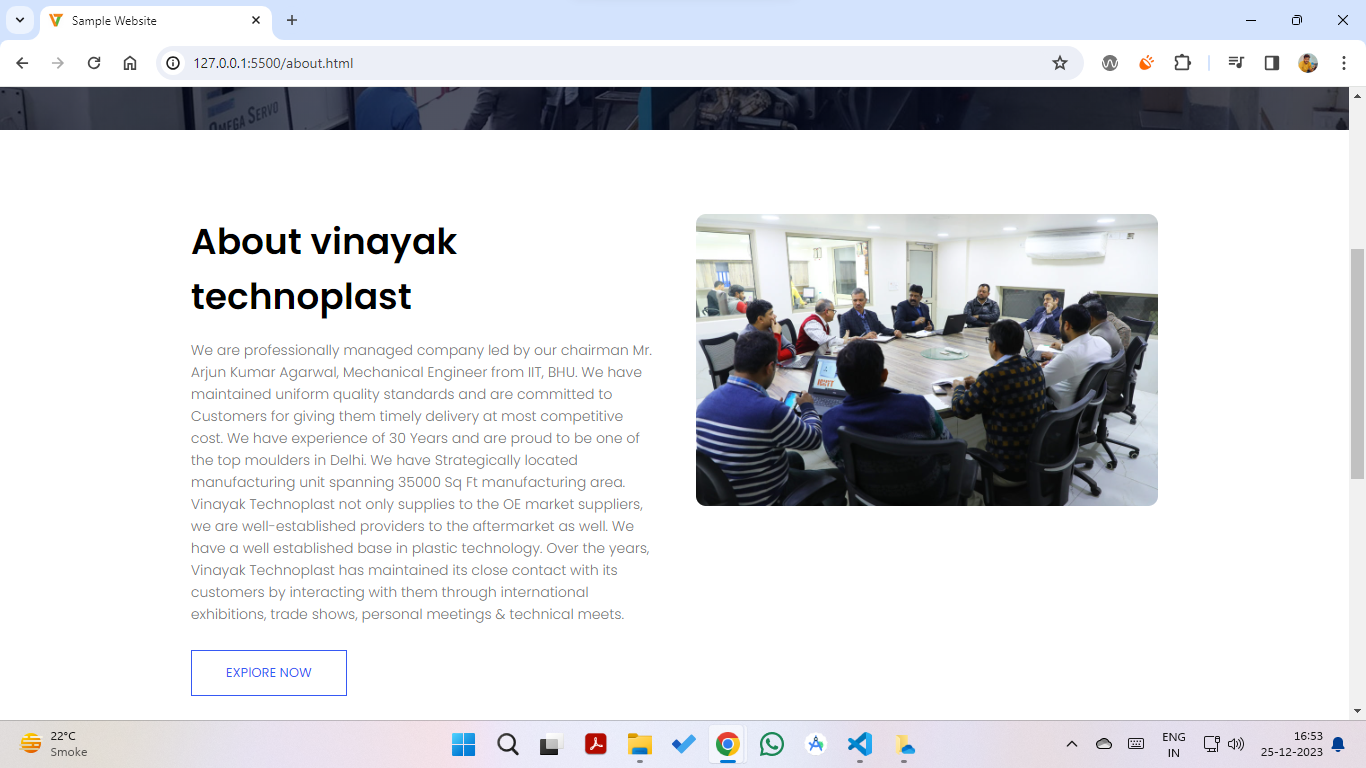 Sample Website
127.0.0.1:5500/about.html
OMEGA SERVO
About vinayak
technoplast
We are professionally managed company led by our chairman Mr.
Arjun Kumar Agarwal, Mechanical Engineer from IIT, BHU. We have
maintained uniform quality standards and are committed to
Customers for giving them timely delivery at most competitive
cost. We have experience of 30 Years and are proud to be one of
the top moulders in Delhi. We have Strategically located
manufacturing unit spanning 35000 Sq Ft manufacturing area.
Vinayak Technoplast not only supplies to the OE market suppliers,
we are well-established providers to the aftermarket as well. We
have a well established base in plastic technology. Over the years,
Vinayak Technoplast has maintained its close contact with its
customers by interacting with them through international
exhibitions, trade shows, personal meetings & technical meets.
EXPIORE NOW
22°C
Smoke
ENG
IN
16:53
25-12-2023